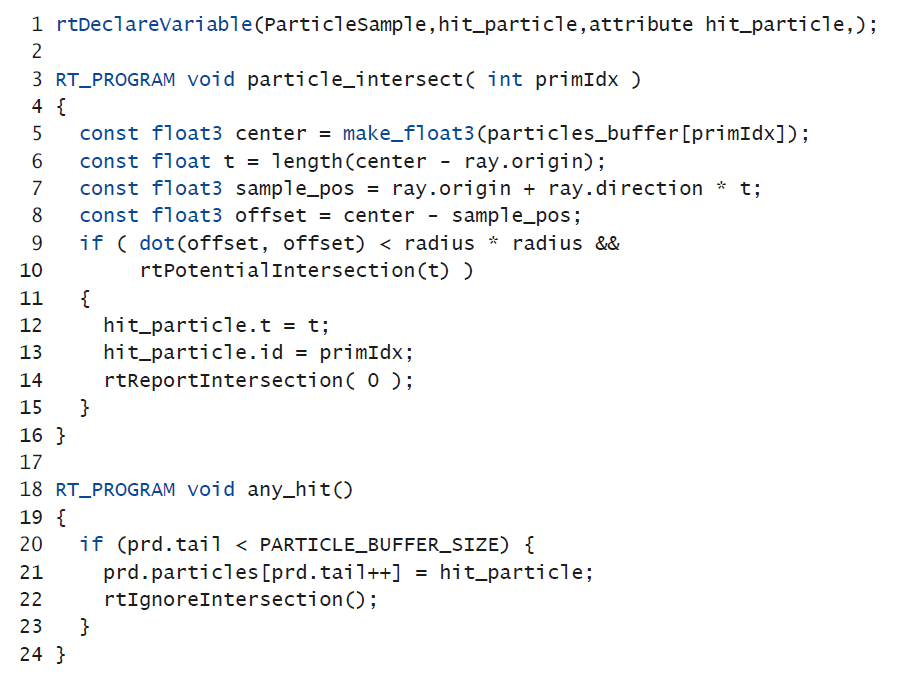 1 rtDeclareVariable(ParticleSample,hit_particle,attribute hit_particle,);
2
3 RT_PROGRAM void particle_intersect( int primIdx )
4 {
5   const float3 center = make_float3(particles_buffer[primIdx]);
6   const float t = length(center - ray.origin);
7   const float3 sample_pos = ray.origin + ray.direction * t;
8   const float3 offset = center - sample_pos;
9   if ( dot(offset, offset) < radius * radius &&
10        rtPotentialIntersection(t) )
11   {
12     hit_particle.t = t;
13     hit_particle.id = primIdx;
14     rtReportIntersection( 0 );
15   }
16 }
17
18 RT_PROGRAM void any_hit()
19 {
20   if (prd.tail < PARTICLE_BUFFER_SIZE) {
21     prd.particles[prd.tail++] = hit_particle;
22     rtIgnoreIntersection();
23   }
24 }